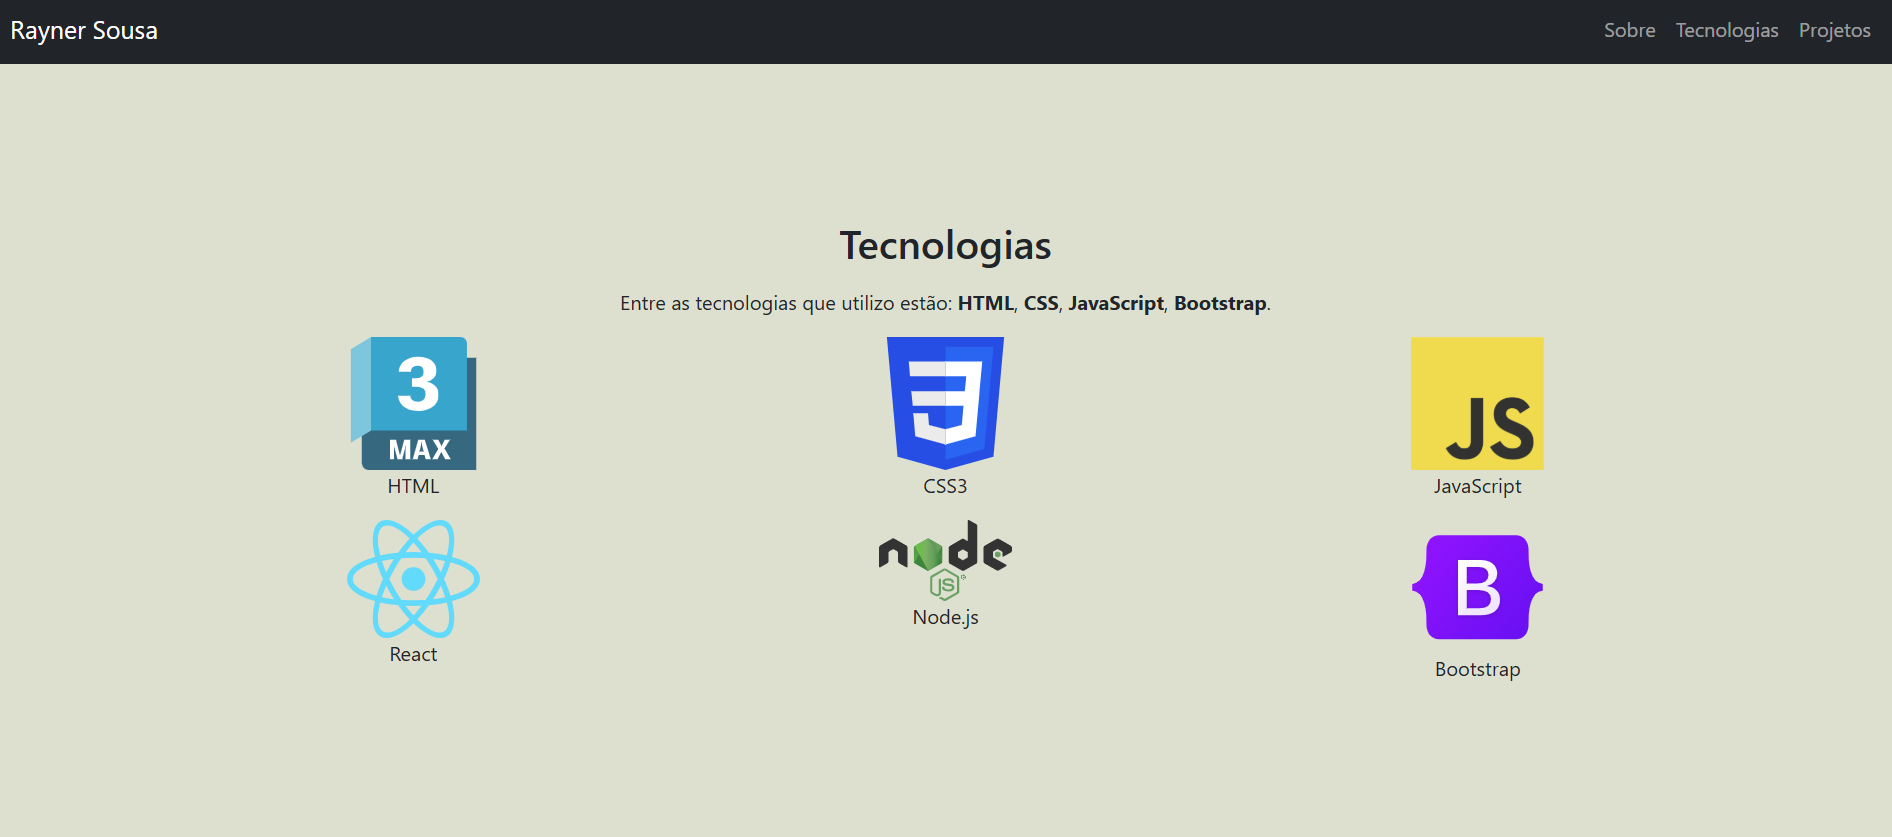 Rayner Sousa
Sobre Tecnologias Projetos
Tecnologias
Entre as tecnologias que utilizo estão: HTML, CSS, JavaScript, Bootstrap.
3
MAX
HTML
3
CSS3
JS
JavaScript
React
node
JS
Node.js
B
Bootstrap